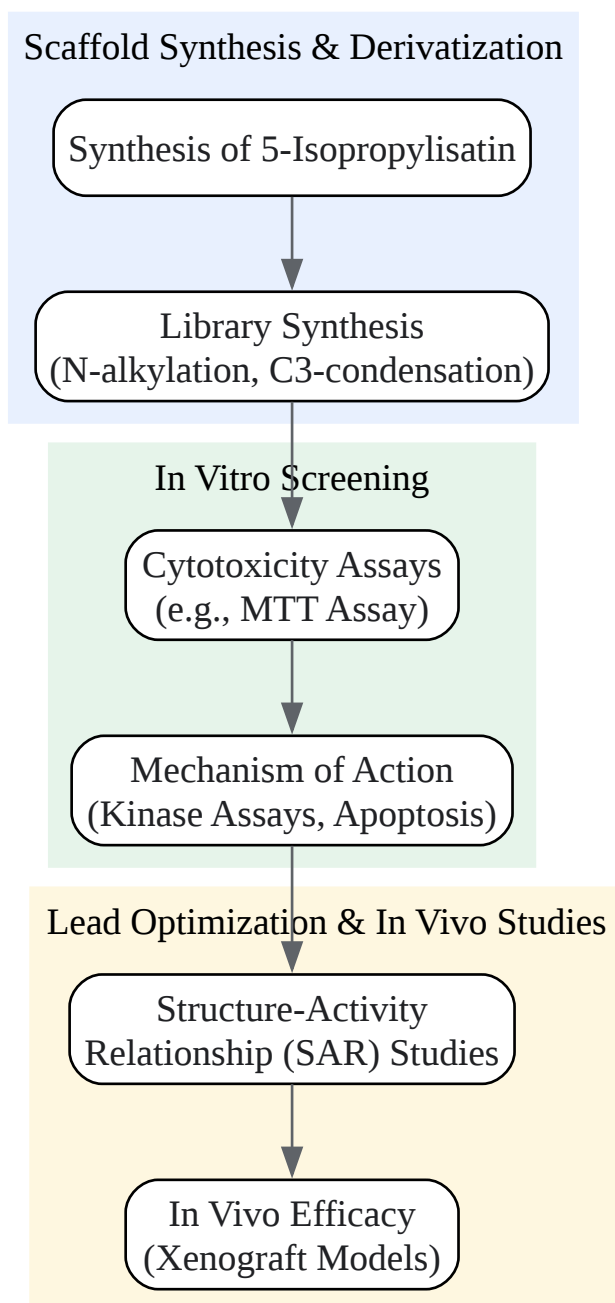 Scaffold Synthesis & Derivatization
Synthesis of 5-Isopropylisatin
Library Synthesis
(N-alkylation, C3-condensation)
In Vitro Screening
Cytotoxicity Assays
(e.g., MTT Assay)
Mechanism of Action
(Kinase Assays, Apoptosis)
Lead Optimization & In Vivo Studies
Structure-Activity
Relationship (SAR) Studies
In Vivo Efficacy
(Xenograft Models)